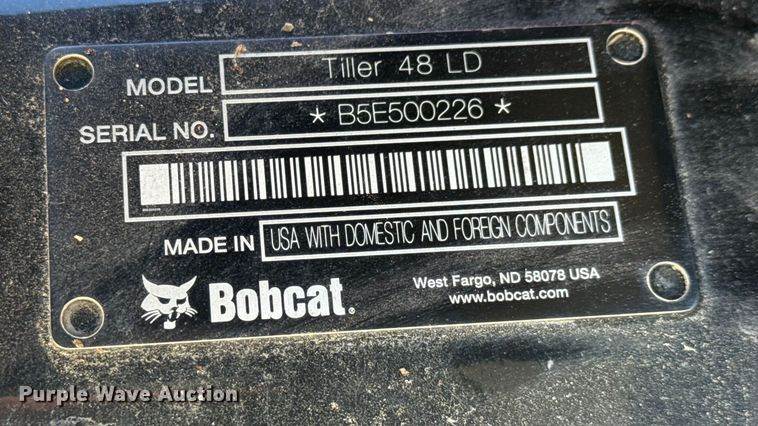 MODEL Tiller 48 LD
SERIAL NO. * B5E500226 *
MADE IN USA WITH DOMESTIC AND FOREIGN COMPONENTS
Bobcat.
West Fargo, ND 58078 USA
www.bobcat.com
Purple Wave Auction